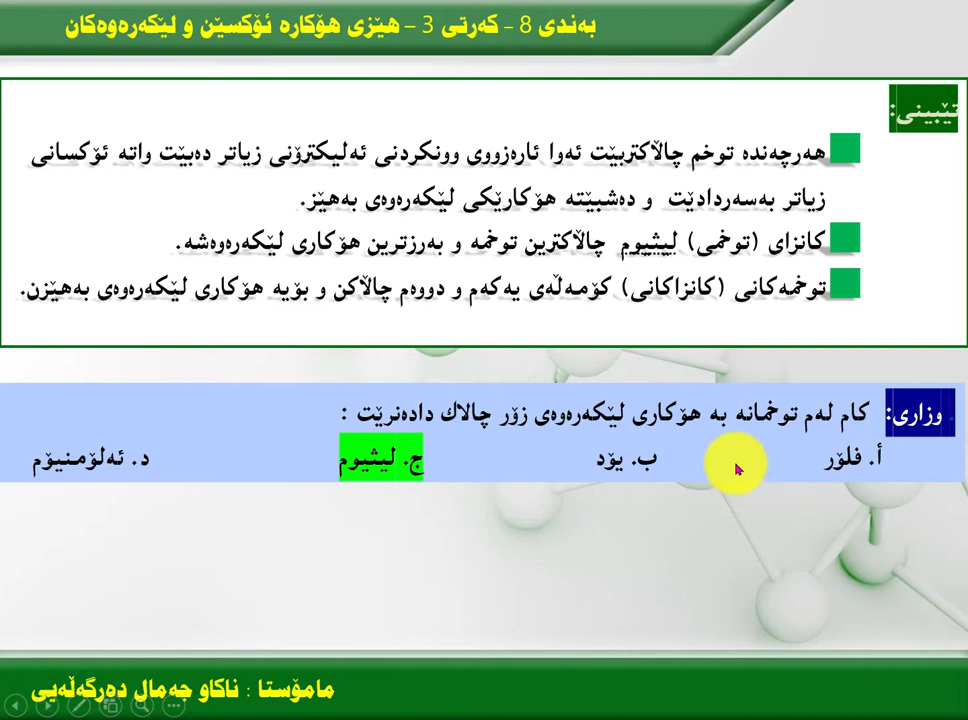 بەندی 8 - کەرتی 3 - هێزی هۆکارە ئۆکسێن و لێکەرەوەکان
تێبینی:
هەرچەندە توخم چالاکتربێت ئەوا ئارەزووی وونکردنی ئەلیکترۆنی زیاتر دەبێت واتە ئۆکسانی
زیاتر بەسەردادێت و دەشبێتە هۆکارێکی لێکەرەوەی بەهێز.
کانزای (توخمی) لیثیوم چالاکترین توخمە و بەرزترین هۆکاری لێکەرەوەشە.
توخمەکانی (کانزاکانی) کۆمەڵەی یەکەم و دووەم چالاکن و بۆیە هۆکاری لێکەرەوەی بەهێزن.
وزاری: کام لەم توخمانە بە هۆکاری لێکەرەوەی زۆر چالاك دادەنرێت :
أ. فلۆر ب. یۆد ج. لیثیوم د. ئەلۆمنیۆم
مامۆستا : ناکاو جەمال دەرگەڵەیی